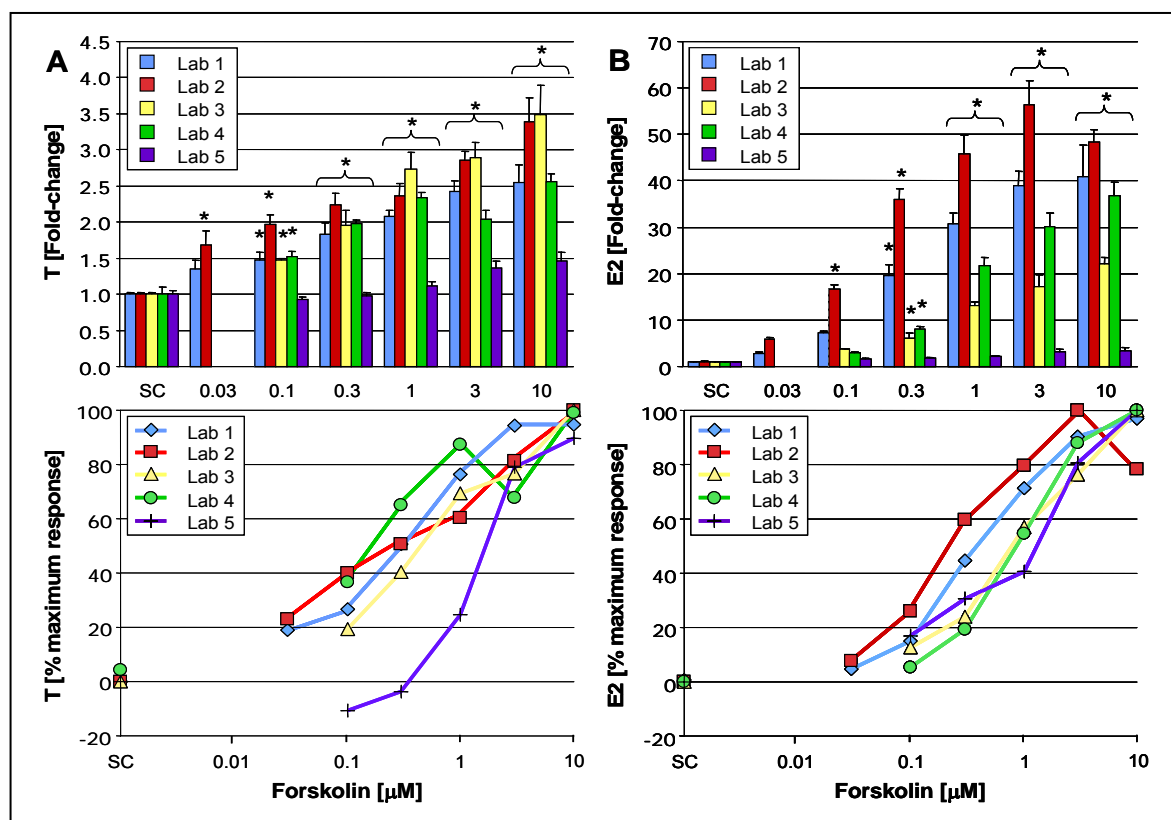 A
T [Fold-change]
4.5
4.0
3.5
3.0
2.5
2.0
1.5
1.0
0.5
0.0
Lab 1
Lab 2
Lab 3
Lab 4
Lab 5
* * * * * * * * *
SC 0.03 0.1 0.3 1 3 10
B
E2 [Fold-change]
70
60
50
40
30
20
10
0
Lab 1
Lab 2
Lab 3
Lab 4
Lab 5
* * * * * * * *
SC 0.03 0.1 0.3 1 3 10
T [% maximum response]
100
80
60
40
20
0
-20
Lab 1
Lab 2
Lab 3
Lab 4
Lab 5
SC 0.01 0.1 1 10
Forskolin [µM]
E2 [% maximum response]
100
80
60
40
20
0
-20
Lab 1
Lab 2
Lab 3
Lab 4
Lab 5
SC 0.01 0.1 1 10
Forskolin [µM]